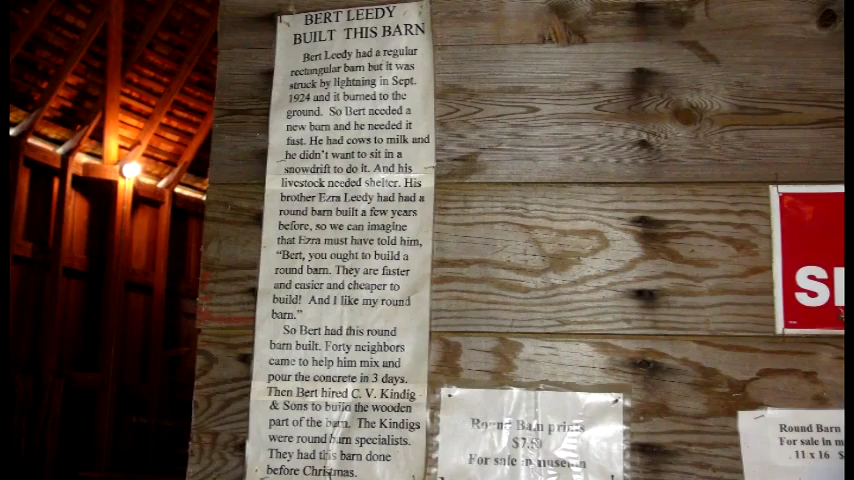 BERT LEEDY
BUILT THIS BARN
Bert Leedy had a regular
rectangular barn but it was
struck by lightning in Sept.
1924 and it burned to the
ground. So Bert needed a
new barn and he needed it
fast. He had cows to milk and
he didn't want to sit in a
snowdrift to do it. And his
livestock needed shelter. His
brother Ezra Leedy had had a
round barn built a few years
before, so we can imagine
that Ezra must have told him,
"Bert, you ought to build a
round barn. They are faster
and easier and cheaper to
build! And I like my round
barn."
So Bert had this round
barn built. Forty neighbors
came to help him mix and
pour the concrete in 3 days.
Then Bert hired C. V. Kindig
& Sons to build the wooden
part of the barn. The Kindigs
were round barn specialists.
They had this barn done
before Christmas.
Round Barn prints
$7.50
For sale in museum
Round Barn
For sale in m
11 x 16 $